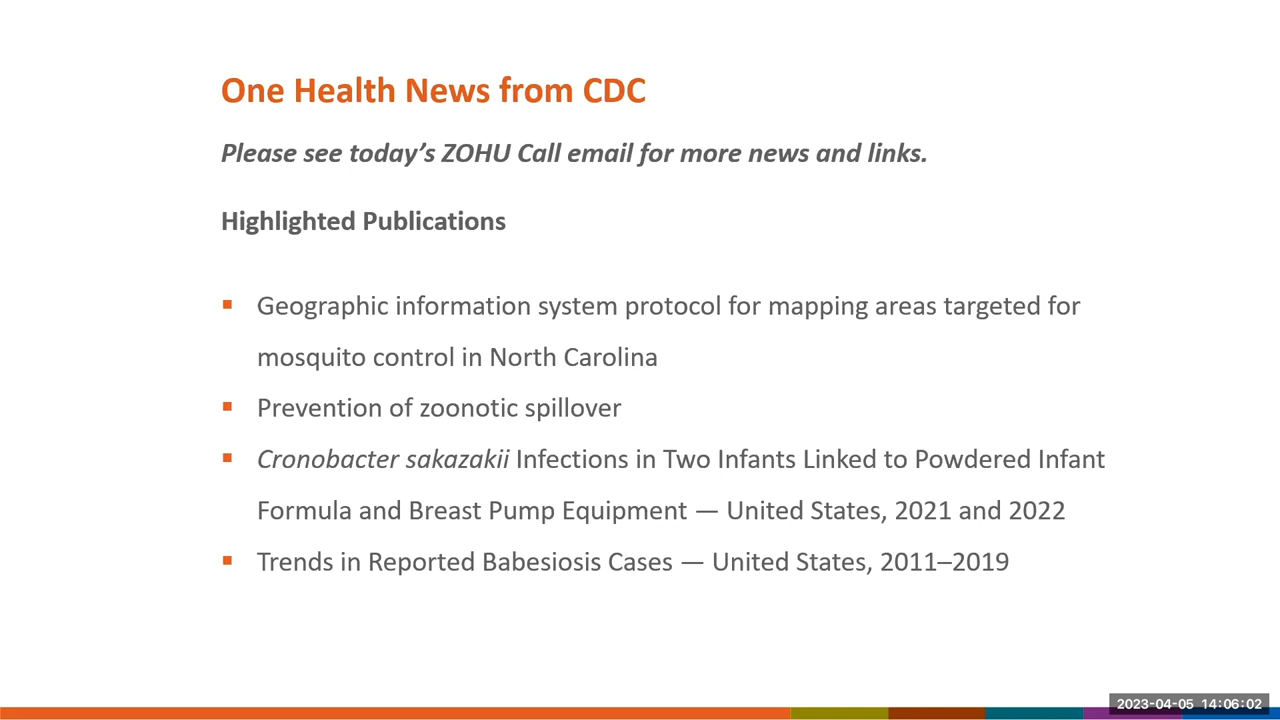 One Health News from CDC
Please see today’s ZOHU Call email for more news and links.
Highlighted Publications
▪ Geographic information system protocol for mapping areas targeted for
mosquito control in North Carolina
▪ Prevention of zoonotic spillover
▪ Cronobacter sakazakii Infections in Two Infants Linked to Powdered Infant
Formula and Breast Pump Equipment — United States, 2021 and 2022
▪ Trends in Reported Babesiosis Cases — United States, 2011–2019
2023-04-05 14:06:02